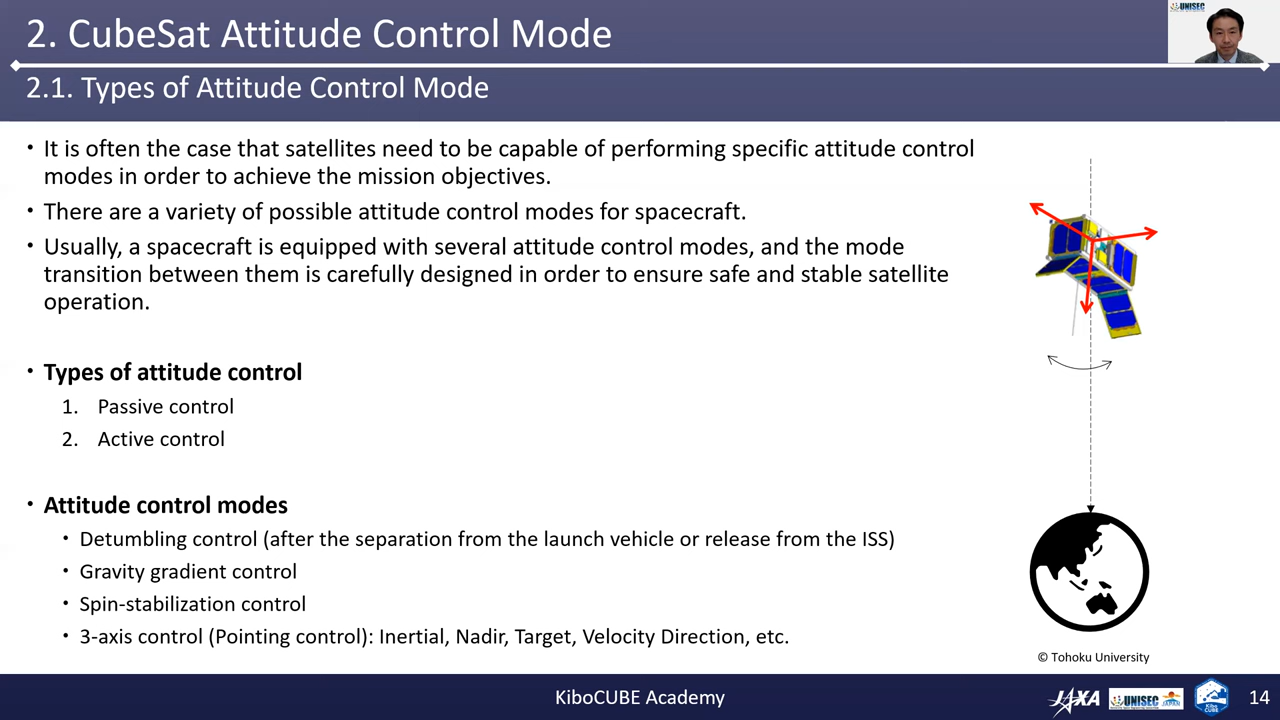 2. CubeSat Attitude Control Mode
UNISEC
2.1. Types of Attitude Control Mode
• It is often the case that satellites need to be capable of performing specific attitude control
modes in order to achieve the mission objectives.
• There are a variety of possible attitude control modes for spacecraft.
• Usually, a spacecraft is equipped with several attitude control modes, and the mode
transition between them is carefully designed in order to ensure safe and stable satellite
operation.
• Types of attitude control
1. Passive control
2. Active control
• Attitude control modes
• Detumbling control (after the separation from the launch vehicle or release from the ISS)
• Gravity gradient control
• Spin-stabilization control
• 3-axis control (Pointing control): Inertial, Nadir, Target, Velocity Direction, etc.
© Tohoku University
KiboCUBE Academy
JAXA
UNISEC
JAPAN
Kibo
CUBE
14